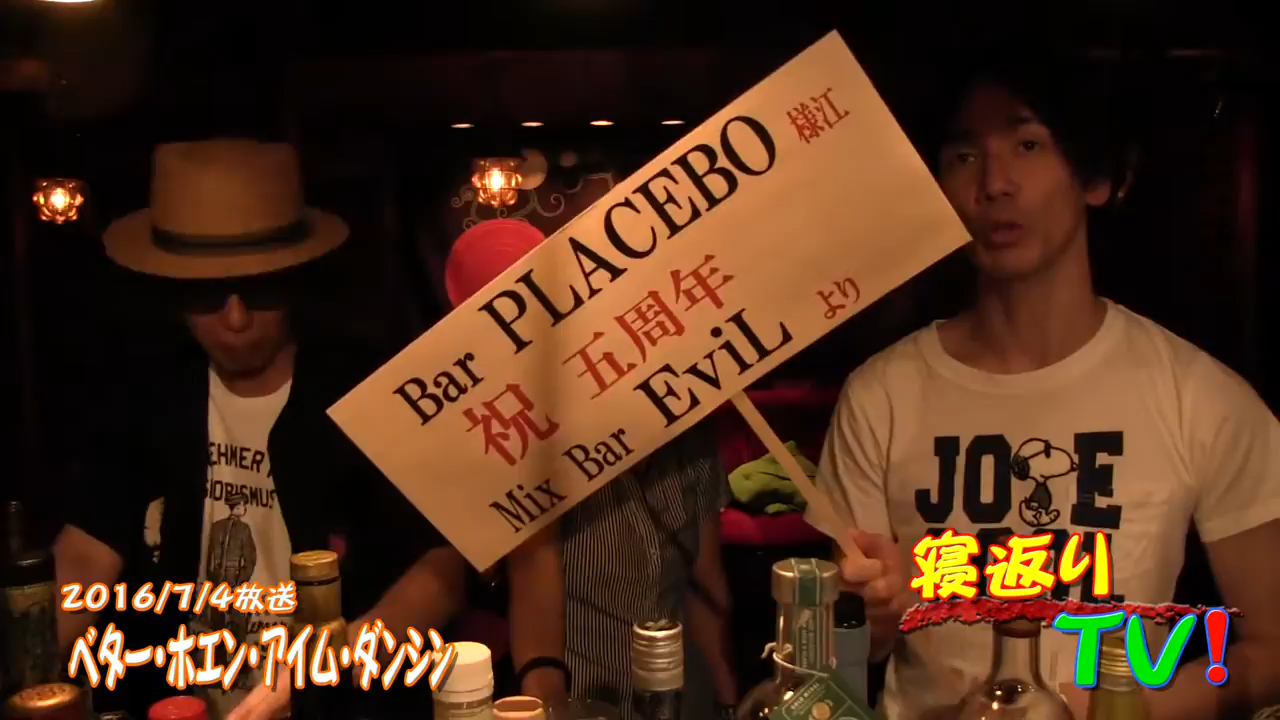 Bar PLACEBO 様江
祝 五周年
Mix Bar EviL より
JOE
2016/7/4放送
ベター・ホエン・アイム・ダンシン
寝返り
TV!